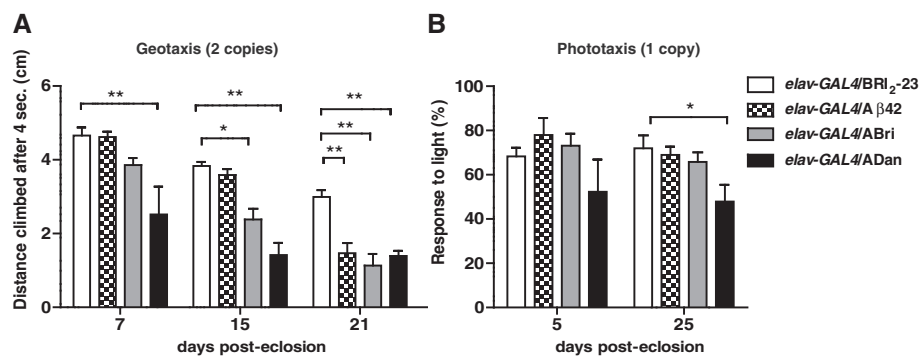 A
Geotaxis (2 copies)
Distance climbed after 4 sec. (cm)
6
4
2
0
**
**
*
**
**
**
7
15
21
days post-eclosion
B
Phototaxis (1 copy)
Response to light (%)
100
80
60
40
20
0
*
5
25
days post-eclosion
elav-GAL4/BRI₂-23
elav-GAL4/A β42
elav-GAL4/ABri
elav-GAL4/ADan